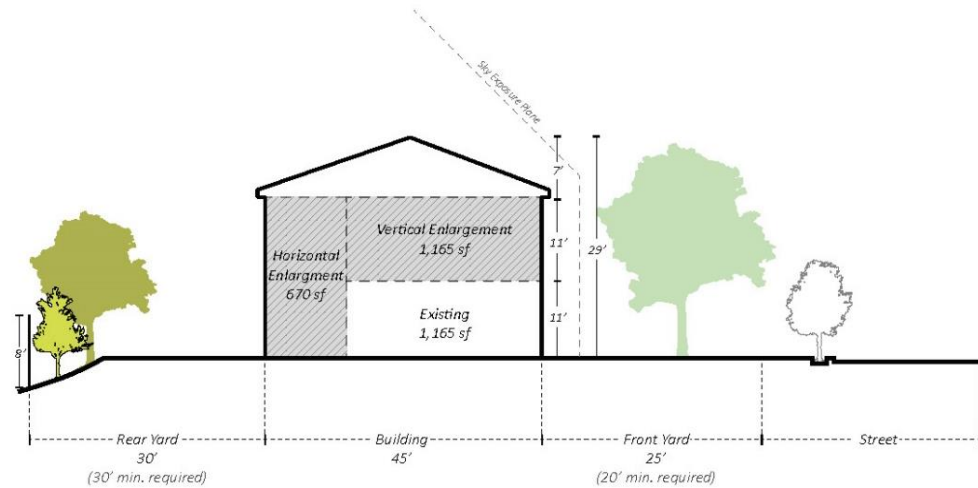 Sky Exposure Plane
7'
Vertical Enlargement
1,165 sf
11'
29'
Horizontal
Enlargment
670 sf
Existing
1,165 sf
11'
8'
Rear Yard
30'
(30' min. required)
Building
45'
Front Yard
25'
(20' min. required)
Street